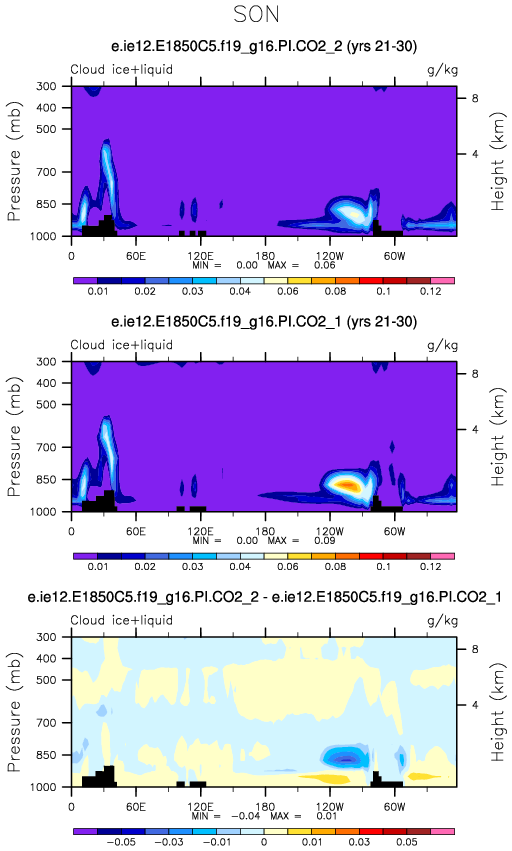 SON
e.ie12.E1850C5.f19_g16.PI.CO2_2 (yrs 21-30)
Cloud ice+liquid g/kg
300
400
500
700
850
1000
Pressure (mb)
8
4
Height (km)
0 60E 120E 180 120W 60W
MIN = 0.00 MAX = 0.06
0.01 0.02 0.03 0.04 0.06 0.08 0.10 0.12
e.ie12.E1850C5.f19_g16.PI.CO2_1 (yrs 21-30)
Cloud ice+liquid g/kg
300
400
500
700
850
1000
Pressure (mb)
8
4
Height (km)
0 60E 120E 180 120W 60W
MIN = 0.00 MAX = 0.09
0.01 0.02 0.03 0.04 0.06 0.08 0.10 0.12
e.ie12.E1850C5.f19_g16.PI.CO2_2 - e.ie12.E1850C5.f19_g16.PI.CO2_1
Cloud ice+liquid g/kg
300
400
500
700
850
1000
Pressure (mb)
8
4
Height (km)
0 60E 120E 180 120W 60W
MIN = -0.04 MAX = 0.01
-0.05 -0.03 -0.01 0 0.01 0.03 0.05